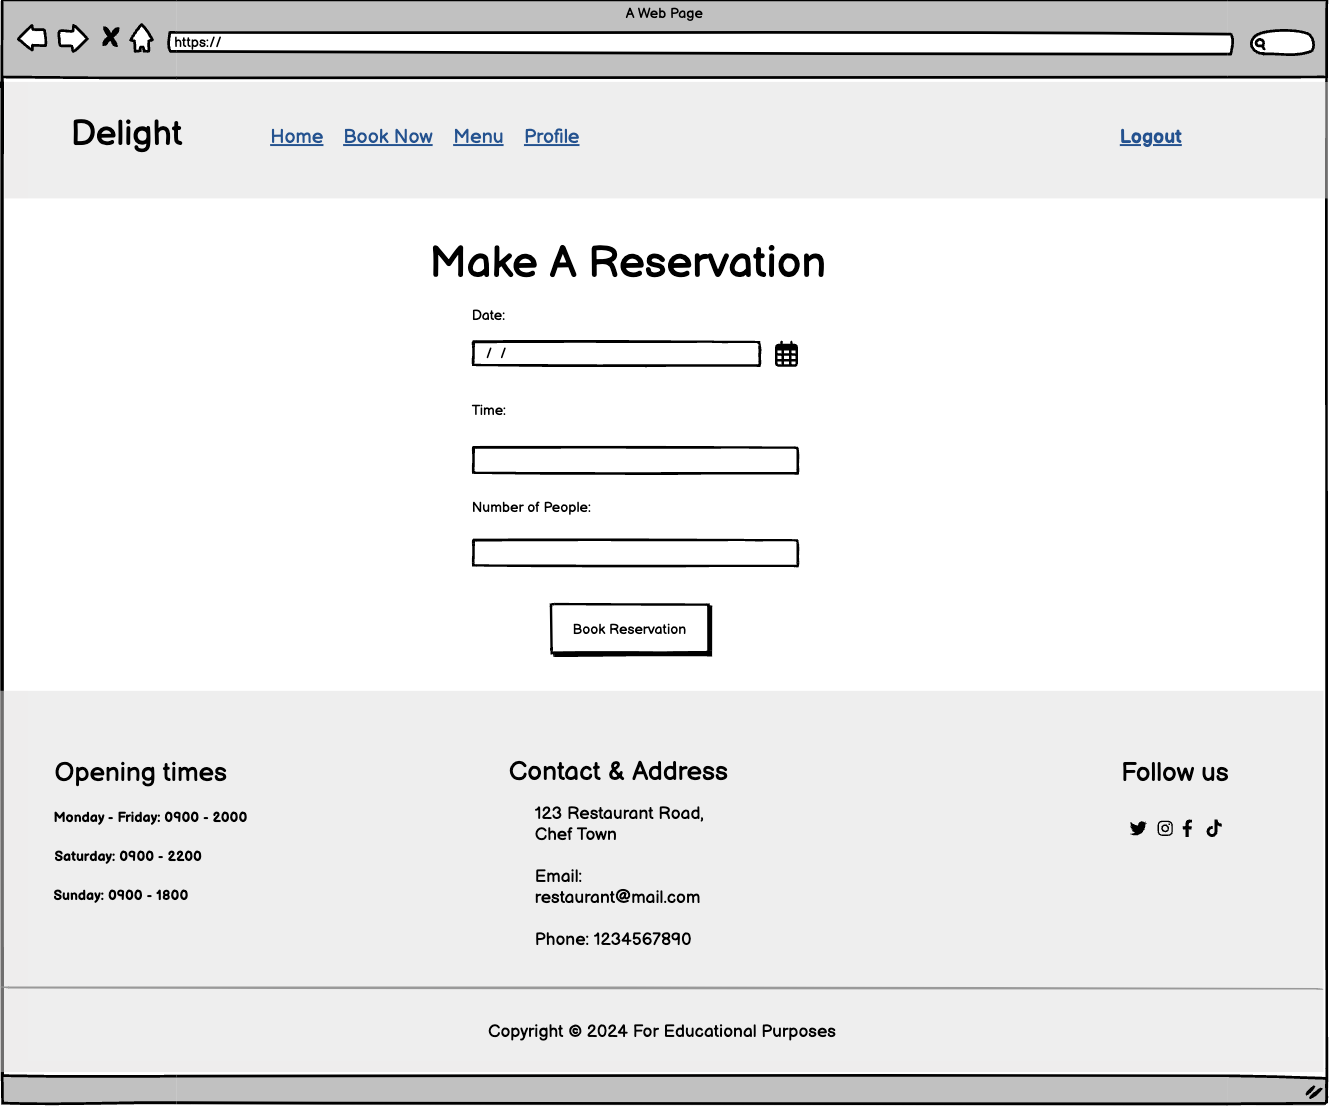 A Web Page
https://
Delight
Home Book Now Menu Profile Logout
Make A Reservation
Date:
/ /
Time:
Number of People:
Book Reservation
Opening times
Monday - Friday: 0900 - 2000
Saturday: 0900 - 2200
Sunday: 0900 - 1800
Contact & Address
123 Restaurant Road,
Chef Town
Email:
restaurant@mail.com
Phone: 1234567890
Follow us
Copyright © 2024 For Educational Purposes